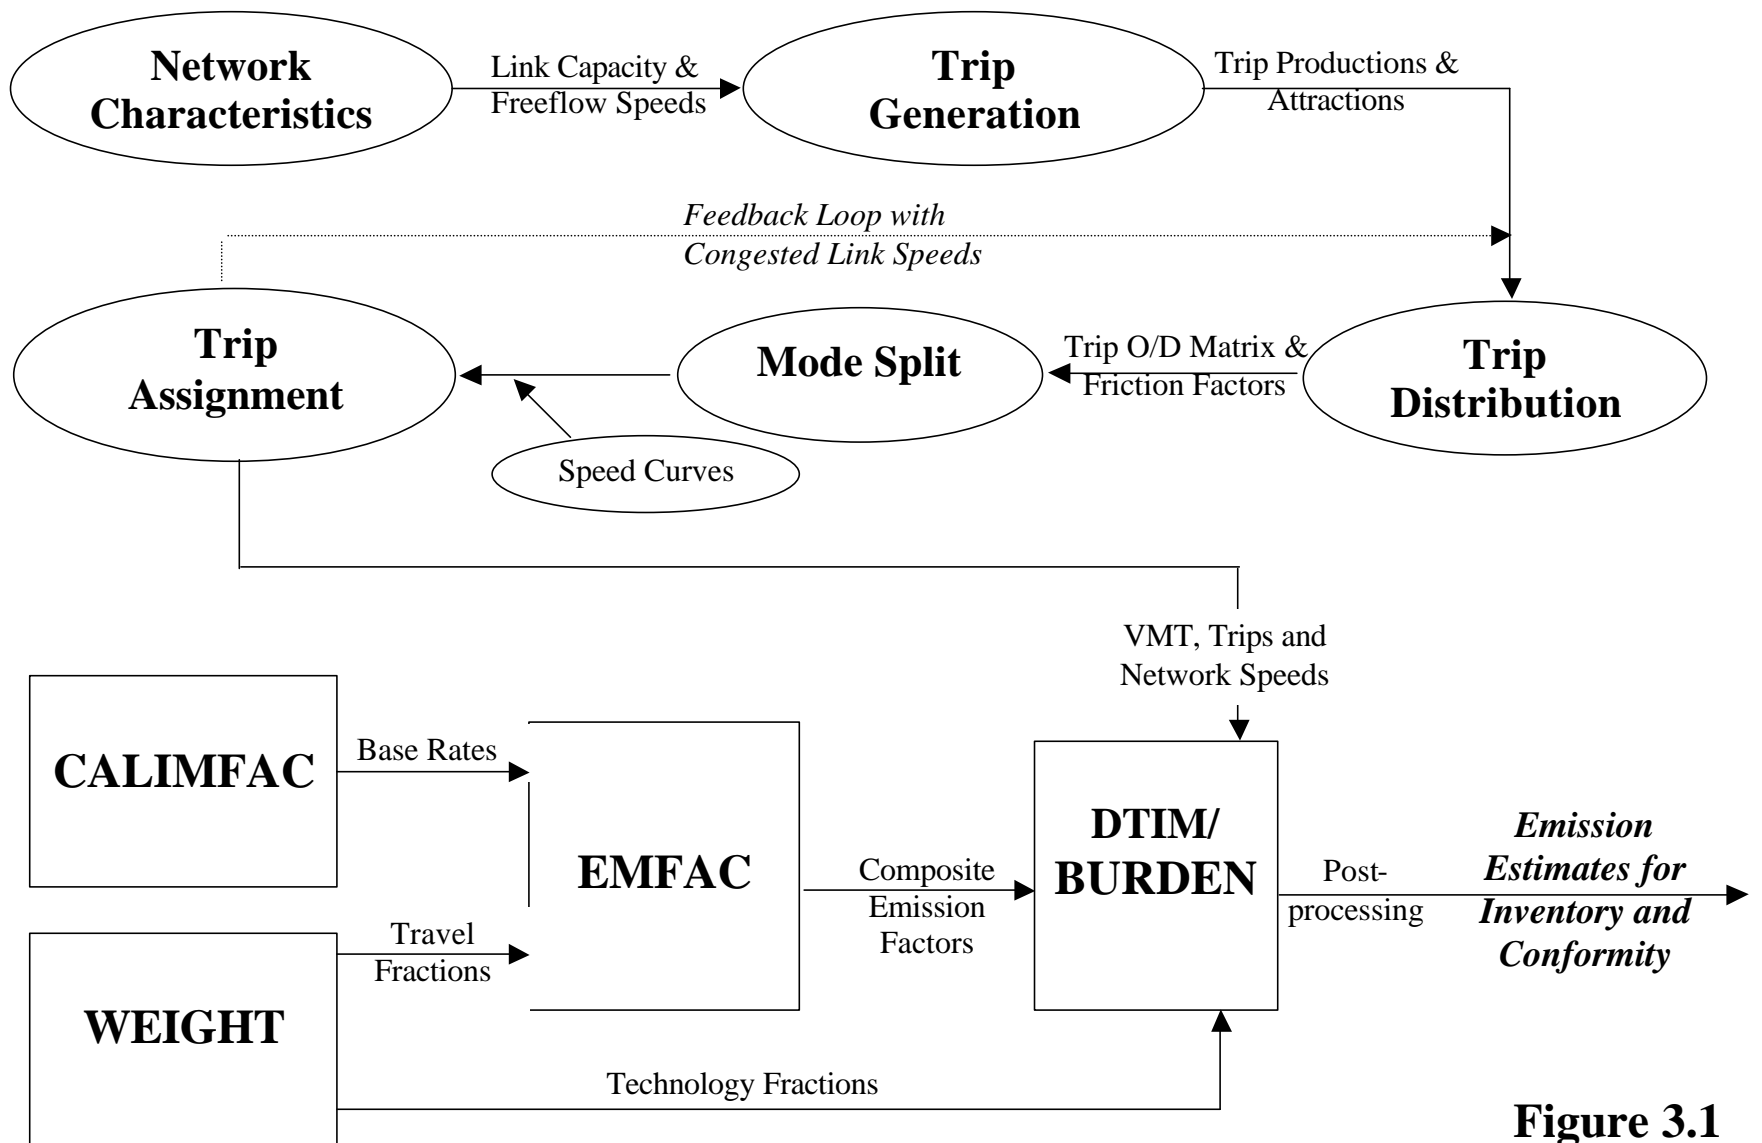 Network
Characteristics
Link Capacity &
Freeflow Speeds
Trip
Generation
Trip Productions &
Attractions
Feedback Loop with
Congested Link Speeds
Trip
Assignment
Mode Split
Trip O/D Matrix &
Friction Factors
Trip
Distribution
Speed Curves
VMT, Trips and
Network Speeds
CALIMFAC
Base Rates
EMFAC
Composite
Emission
Factors
DTIM/
BURDEN
Post-
processing
Emission
Estimates for
Inventory and
Conformity
WEIGHT
Travel
Fractions
Technology Fractions
Figure 3.1